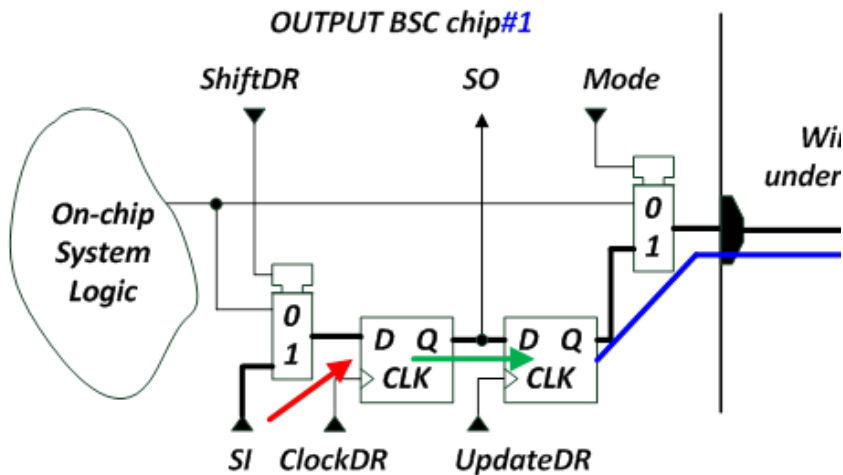 OUTPUT BSC chip#1
ShiftDR
SO
Mode
On-chip
System
Logic
0
1
0
1
D Q
CLK
D Q
CLK
SI
ClockDR
UpdateDR
under